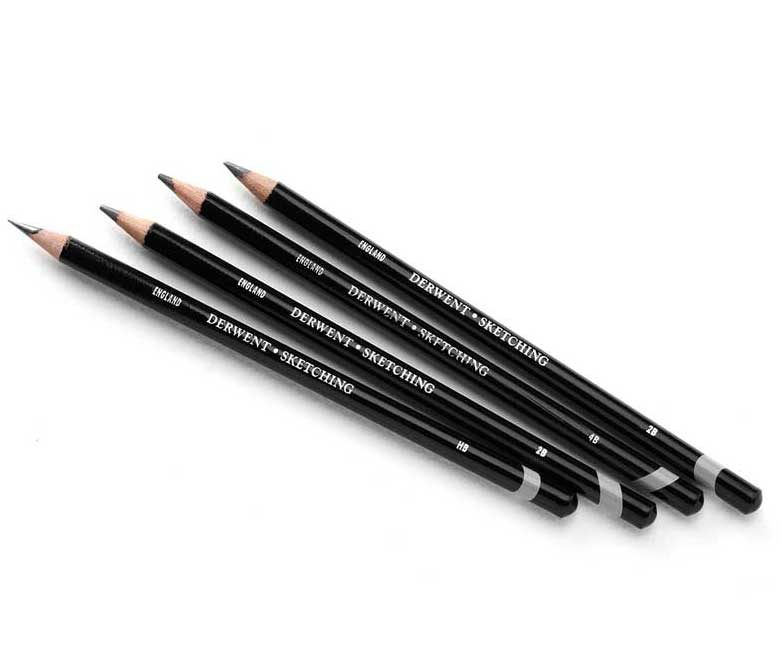 ENGLAND DERWENT • SKETCHING HB
ENGLAND DERWENT • SKETCHING 2B
ENGLAND DERWENT • SKETCHING 4B
ENGLAND DERWENT • SKETCHING 2B